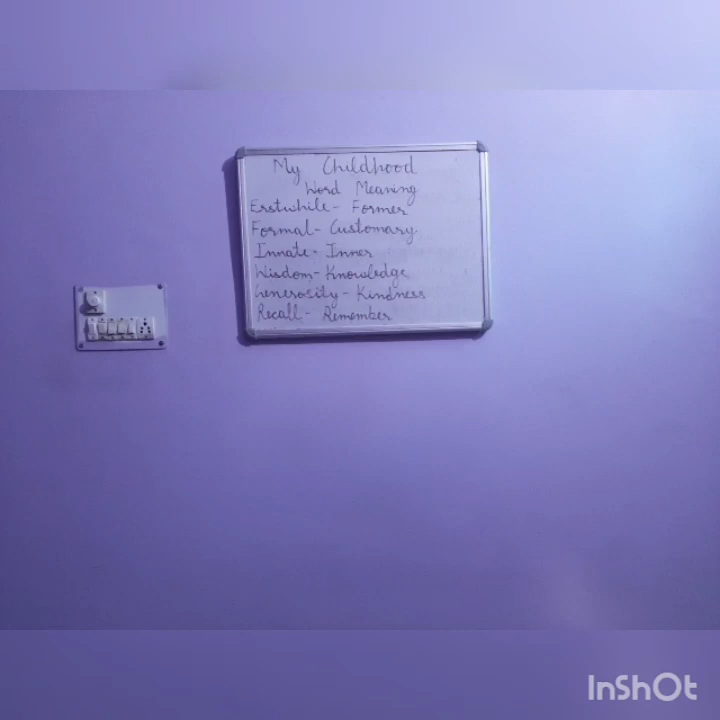 My Childhood
Word Meaning
Erstwhile- Former
Formal- Customary
Innate- Inner
Wisdom- Knowledge
Generosity- Kindness
Recall- Remember
InShOt